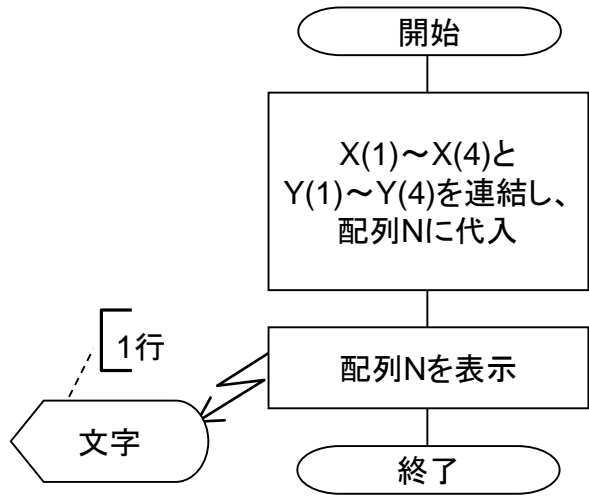 開始
X(1)～X(4)と
Y(1)～Y(4)を連結し、
配列Nに代入
1行
配列Nを表示
文字
終了